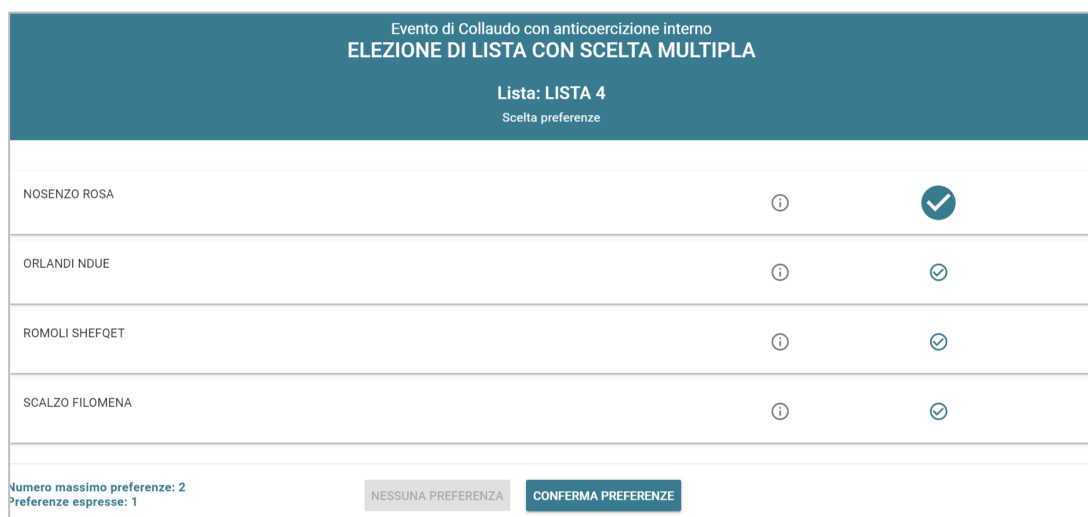 Evento di Collaudo con anticoercizione interno
ELEZIONE DI LISTA CON SCELTA MULTIPLA
Lista: LISTA 4
Scelta preferenze
NOSENZO ROSA
ORLANDI NDUE
ROMOLI SHEFQET
SCALZO FILOMENA
Numero massimo preferenze: 2
Preferenze espresse: 1
NESSUNA PREFERENZA
CONFERMA PREFERENZE